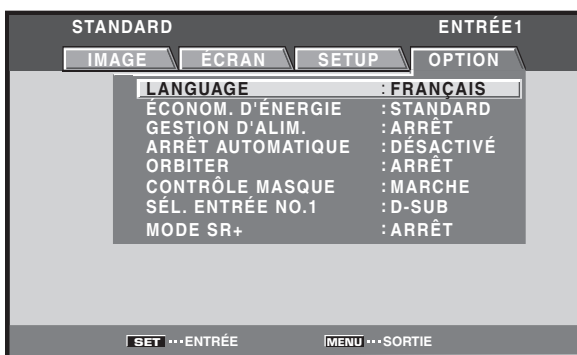 STANDARD ENTRÉE1
IMAGE ÉCRAN SETUP OPTION
LANGUAGE : FRANÇAIS
ÉCONOM. D'ÉNERGIE : STANDARD
GESTION D'ALIM. : ARRÊT
ARRÊT AUTOMATIQUE : DÉSACTIVÉ
ORBITER : ARRÊT
CONTRÔLE MASQUE : MARCHE
SÉL. ENTRÉE NO.1 : D-SUB
MODE SR+ : ARRÊT
SET ···ENTRÉE MENU ···SORTIE